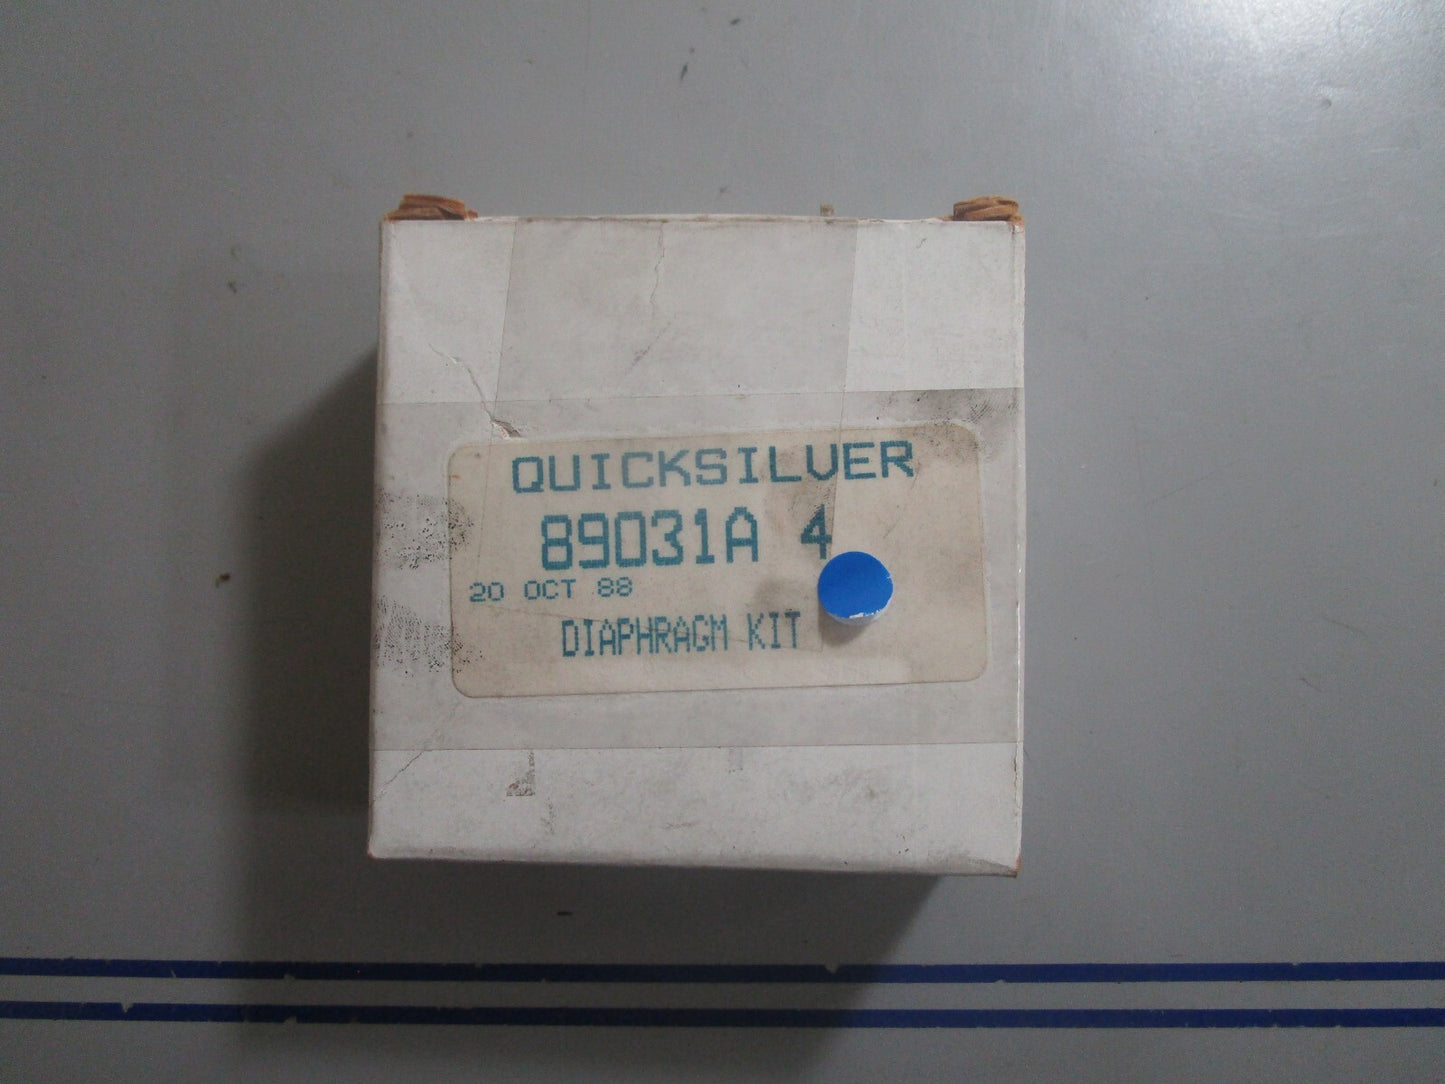 QUICKSILVER
89031A 4
20 OCT 88
DIAPHRAGM KIT